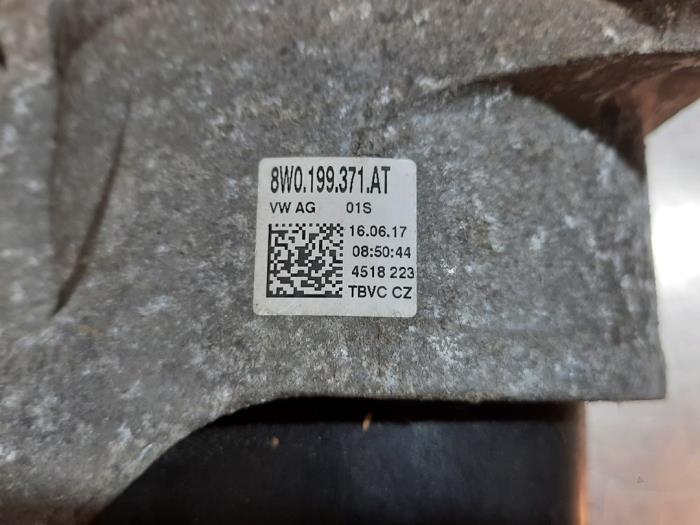 8W0.199.371.AT
VW AG 01S
16.06.17
08:50:44
4518 223
TBVC CZ